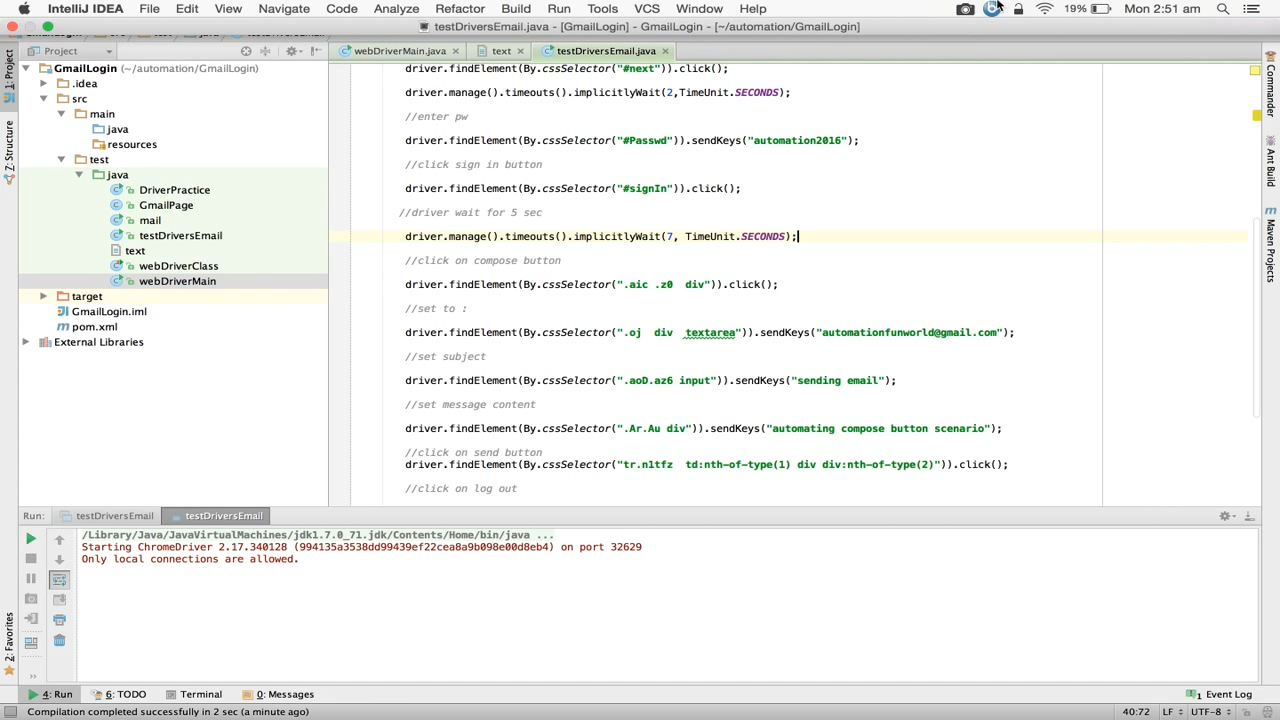 IntelliJ IDEA File Edit View Navigate Code Analyze Refactor Build Run Tools VCS Window Help 19% Mon 2:51 am
testDriversEmail.java - [GmailLogin] - GmailLogin - [~/automation/GmailLogin]
Project
webDriverMain.java text testDriversEmail.java
1: Project
Z: Structure
2: Favorites
GmailLogin (~/automation/GmailLogin)
.idea
src
main
java
resources
test
java
DriverPractice
GmailPage
mail
testDriversEmail
text
webDriverClass
webDriverMain
target
GmailLogin.iml
pom.xml
External Libraries
driver.findElement(By.cssSelector("#next")).click();
driver.manage().timeouts().implicitlyWait(2,TimeUnit.SECONDS);
//enter pw
driver.findElement(By.cssSelector("#Passwd")).sendKeys("automation2016");
//click sign in button
driver.findElement(By.cssSelector("#signIn")).click();
//driver wait for 5 sec
driver.manage().timeouts().implicitlyWait(7, TimeUnit.SECONDS);
//click on compose button
driver.findElement(By.cssSelector(".aic .z0  div")).click();
//set to :
driver.findElement(By.cssSelector(".oj  div  textarea")).sendKeys("automationfunworld@gmail.com");
//set subject
driver.findElement(By.cssSelector(".aoD.az6 input")).sendKeys("sending email");
//set message content
driver.findElement(By.cssSelector(".Ar.Au div")).sendKeys("automating compose button scenario");
//click on send button
driver.findElement(By.cssSelector("tr.n1tfz  td:nth-of-type(1) div div:nth-of-type(2)")).click();
//click on log out
Commander
Ant Build
Maven Projects
Run: testDriversEmail testDriversEmail
/Library/Java/JavaVirtualMachines/jdk1.7.0_71.jdk/Contents/Home/bin/java ...
Starting ChromeDriver 2.17.340128 (994135a3538dd99439ef22cea8a9b098e00d8eb4) on port 32629
Only local connections are allowed.
4: Run 6: TODO Terminal 0: Messages 1 Event Log
Compilation completed successfully in 2 sec (a minute ago) 40:72 LF UTF-8